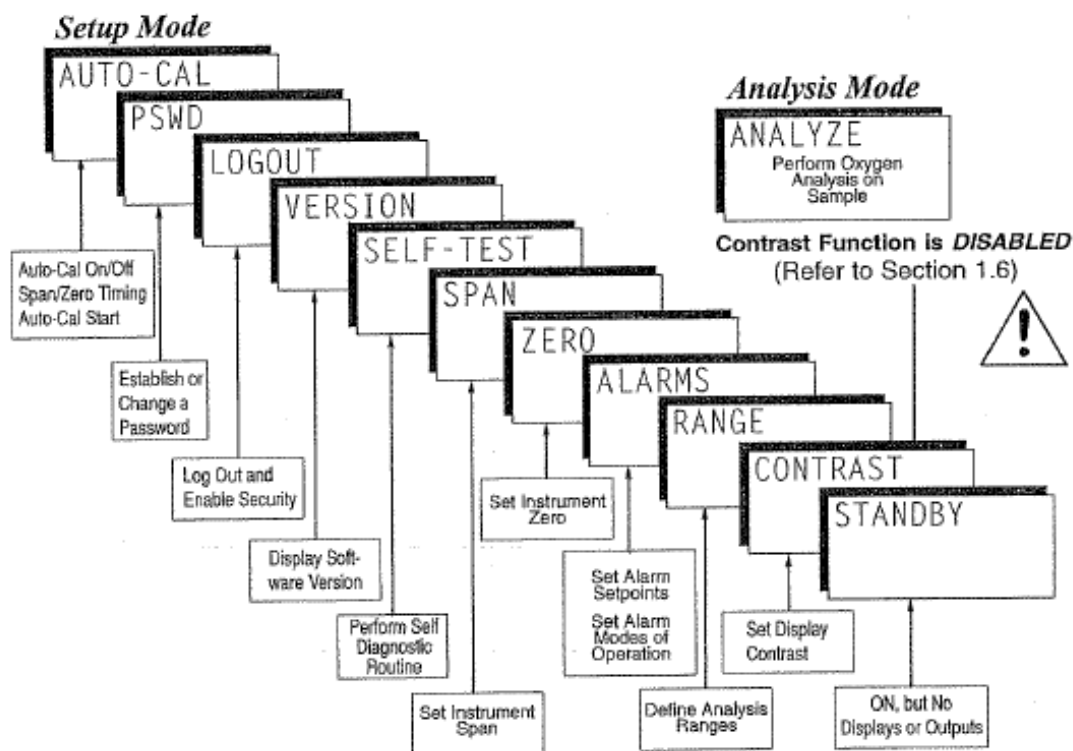 Setup Mode
AUTO-CAL
PSWD
LOGOUT
VERSION
SELF-TEST
SPAN
ZERO
ALARMS
RANGE
CONTRAST
STANDBY
Analysis Mode
ANALYZE
Perform Oxygen
Analysis on
Sample
Contrast Function is DISABLED
(Refer to Section 1.6)
!
Auto-Cal On/Off
Span/Zero Timing
Auto-Cal Start
Establish or
Change a
Password
Log Out and
Enable Security
Display Soft-
ware Version
Perform Self
Diagnostic
Routine
Set Instrument
Span
Set Instrument
Zero
Set Alarm
Setpoints
Set Alarm
Modes of
Operation
Define Analysis
Ranges
Set Display
Contrast
ON, but No
Displays or Outputs